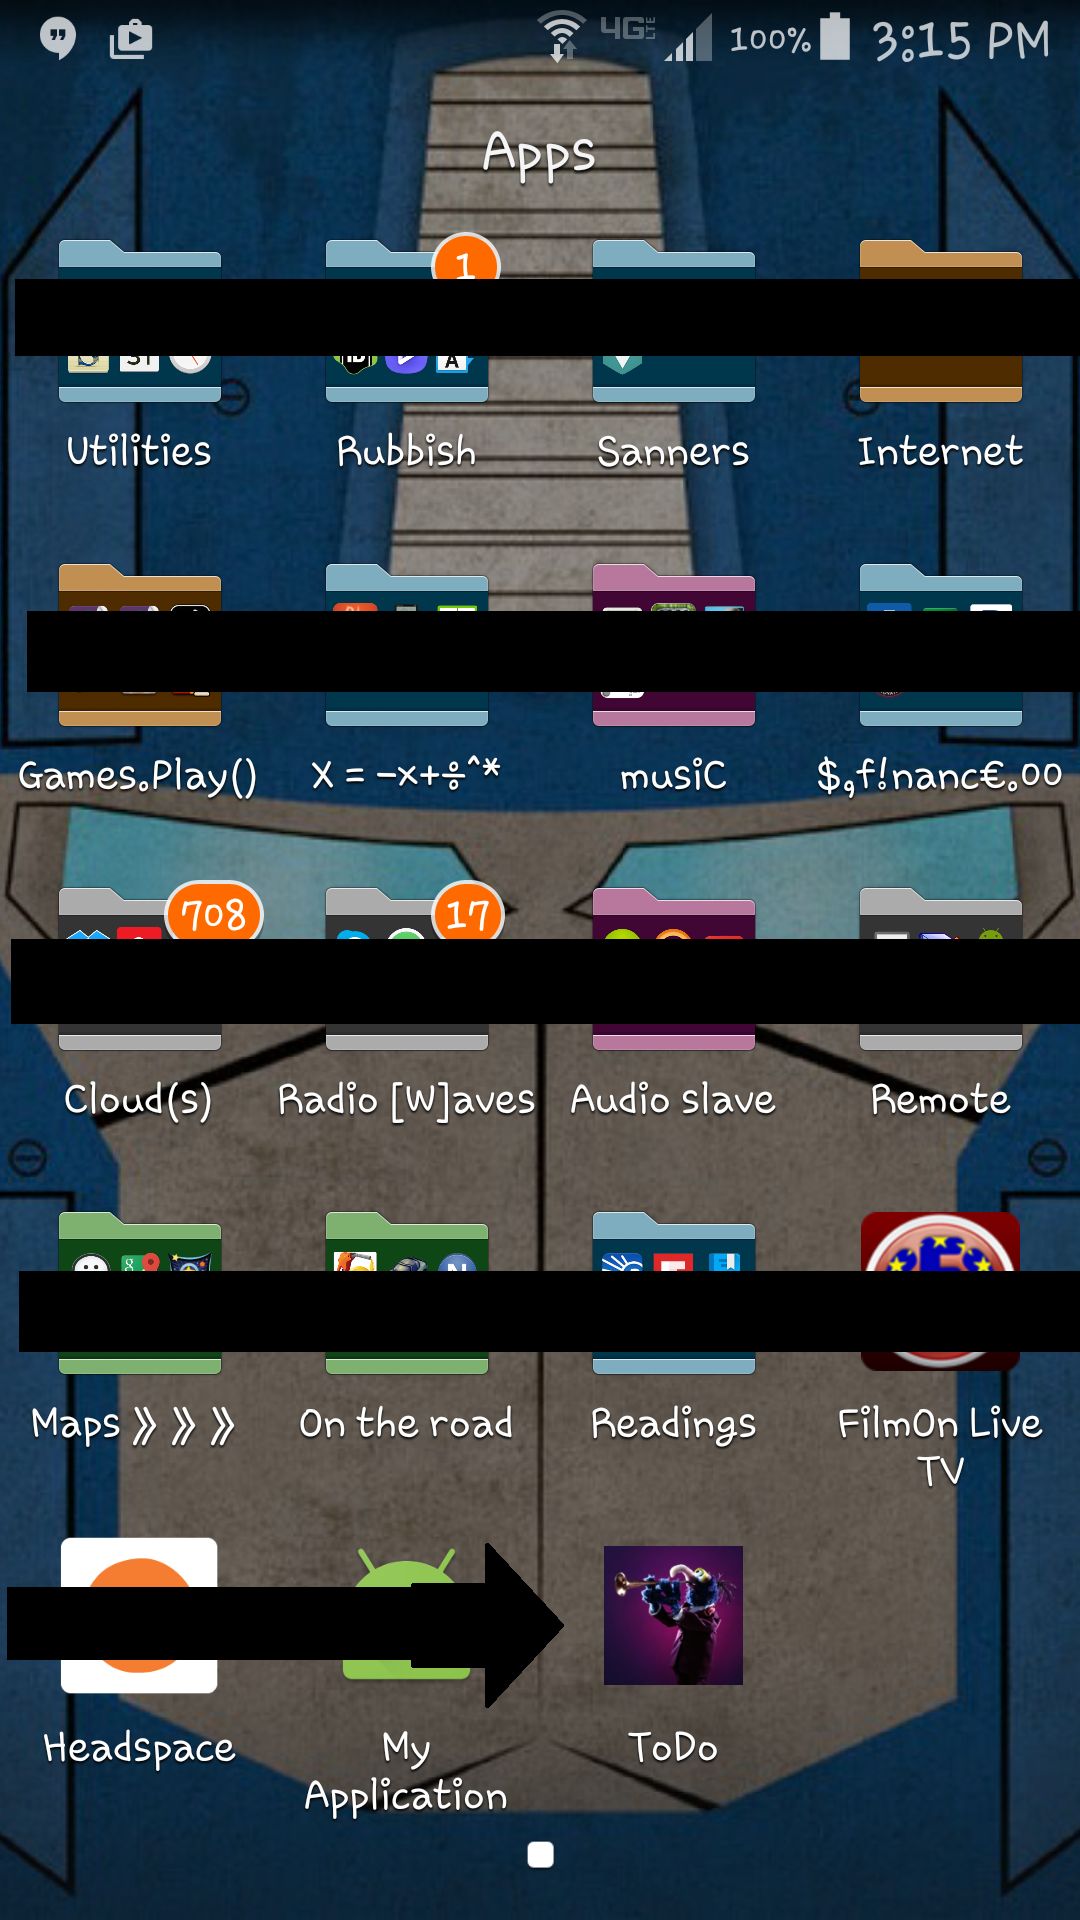 4G LTE 100% 3:15 PM
Apps
1
31
Utilities Rubbish Sanners Internet
Games.Play() X = -x+÷^* musiC $,f!nanc€.00
708 17
Cloud(s) Radio [W]aves Audio slave Remote
N
Maps》》》 On the road Readings FilmOn Live
TV
Headspace My ToDo
Application